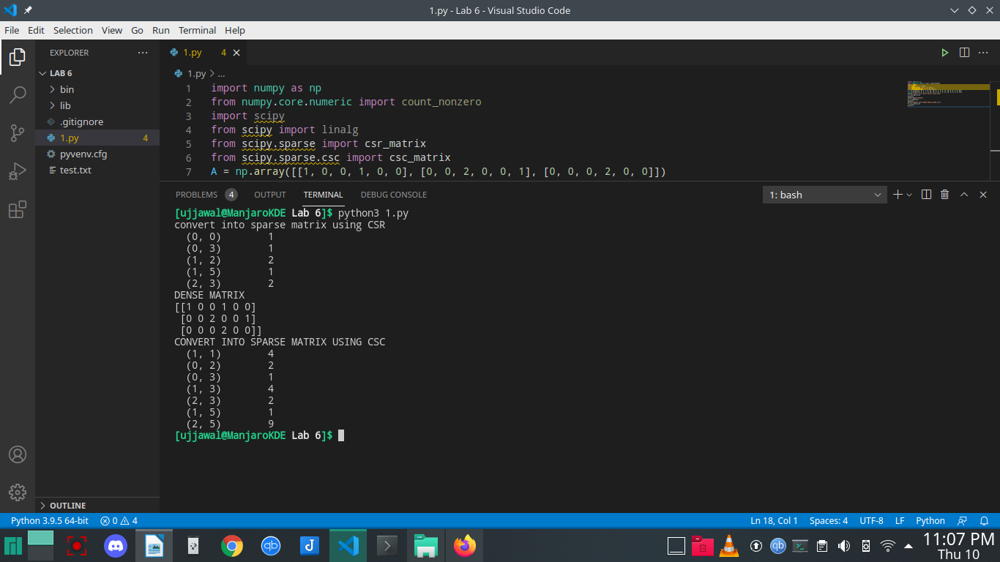 1.py - Lab 6 - Visual Studio Code
File Edit Selection View Go Run Terminal Help
EXPLORER
LAB 6
bin
lib
.gitignore
1.py 4
pyvenv.cfg
test.txt
OUTLINE
1.py 4
1.py > ...
1 import numpy as np
2 from numpy.core.numeric import count_nonzero
3 import scipy
4 from scipy import linalg
5 from scipy.sparse import csr_matrix
6 from scipy.sparse.csc import csc_matrix
7 A = np.array([[1, 0, 0, 1, 0, 0], [0, 0, 2, 0, 0, 1], [0, 0, 0, 2, 0, 0]])
PROBLEMS 4 OUTPUT TERMINAL DEBUG CONSOLE 1: bash
[ujjawal@ManjaroKDE Lab 6]$ python3 1.py
convert into sparse matrix using CSR
(0, 0) 1
(0, 3) 1
(1, 2) 2
(1, 5) 1
(2, 3) 2
DENSE MATRIX
[[1 0 0 1 0 0]
[0 0 2 0 0 1]
[0 0 0 2 0 0]]
CONVERT INTO SPARSE MATRIX USING CSC
(1, 1) 4
(0, 2) 2
(0, 3) 1
(1, 3) 4
(2, 3) 2
(1, 5) 1
(2, 5) 9
[ujjawal@ManjaroKDE Lab 6]$
Python 3.9.5 64-bit 0 4 Ln 18, Col 1 Spaces: 4 UTF-8 LF Python
qb
qb
11:07 PM
Thu 10